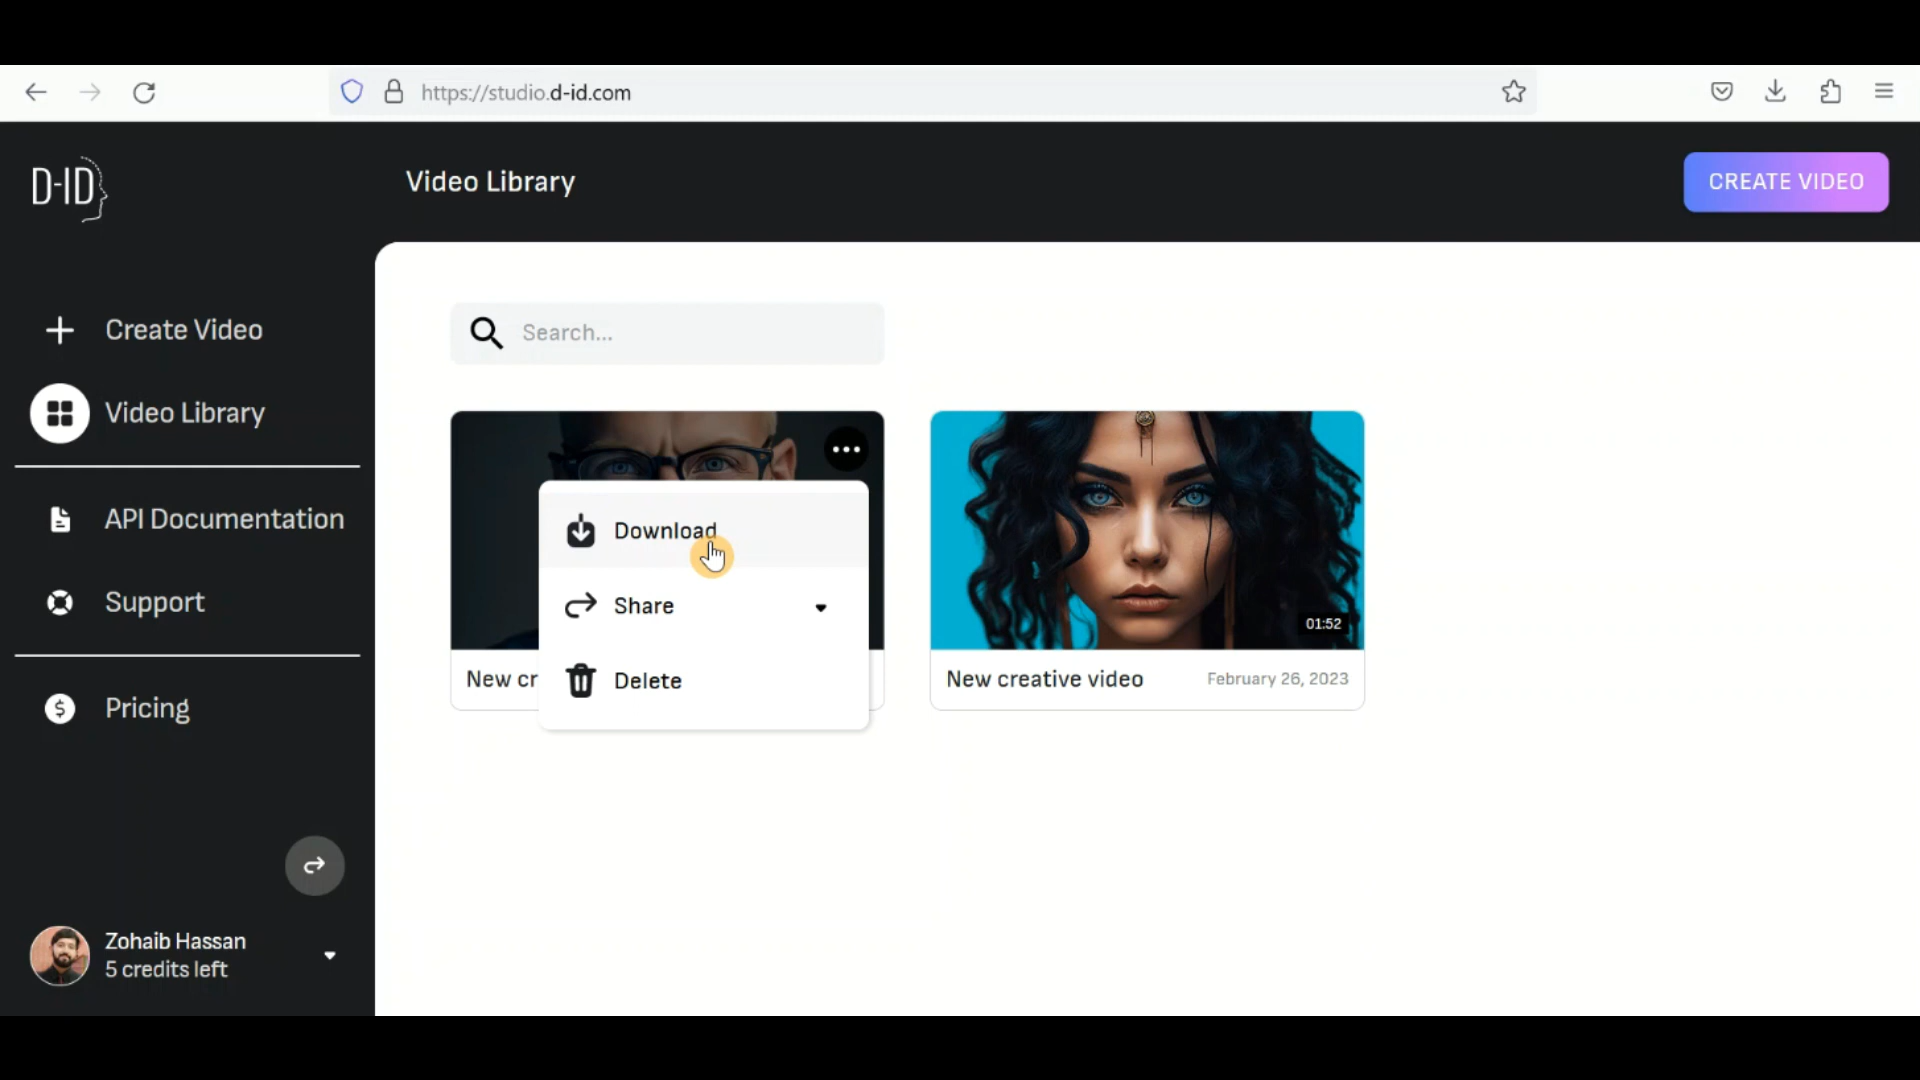 https://studio.d-id.com
D-ID
Video Library
CREATE VIDEO
Create Video
Video Library
API Documentation
Support
Pricing
Zohaib Hassan
5 credits left
Search...
Download
Share
Delete
New cr
01:52
New creative video
February 26, 2023